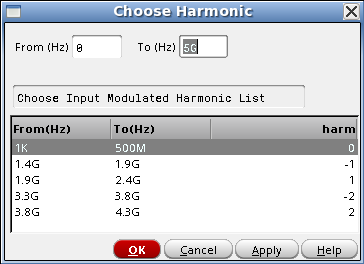 Choose Harmonic
From (Hz) 0 To (Hz) 5G
Choose Input Modulated Harmonic List
From(Hz) To(Hz) harm
1K 500M 0
1.4G 1.9G -1
1.9G 2.4G 1
3.3G 3.8G -2
3.8G 4.3G 2
OK Cancel Apply Help